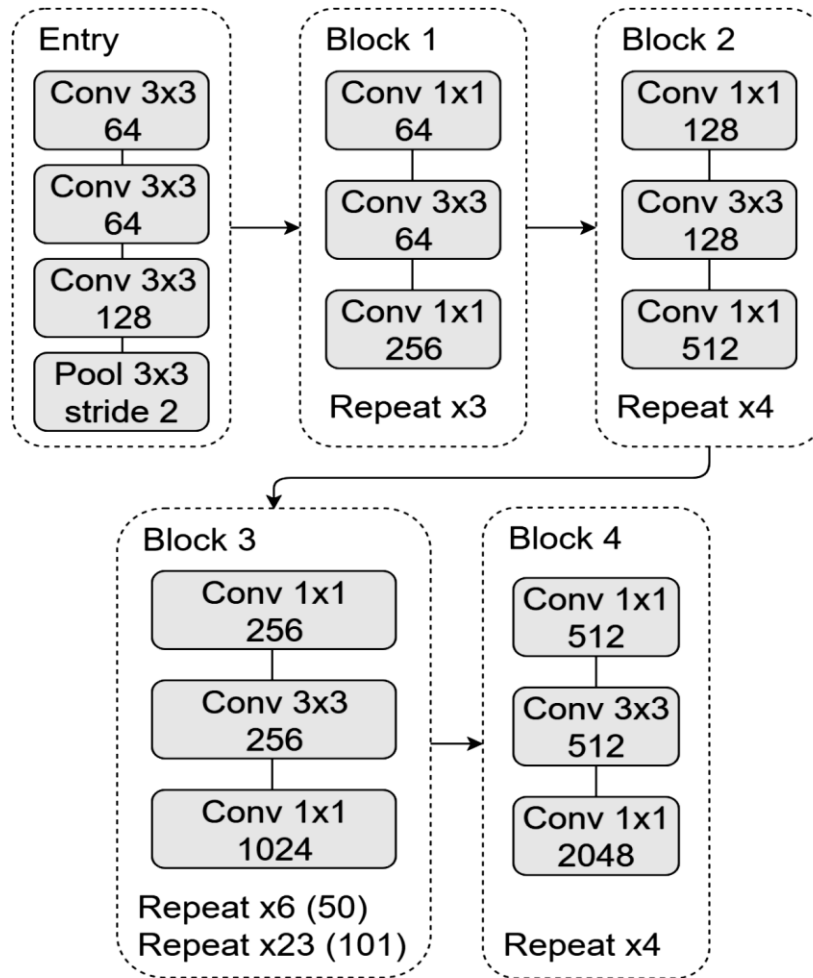 Entry
Conv 3x3
64
Conv 3x3
64
Conv 3x3
128
Pool 3x3
stride 2
Block 1
Conv 1x1
64
Conv 3x3
64
Conv 1x1
256
Repeat x3
Block 2
Conv 1x1
128
Conv 3x3
128
Conv 1x1
512
Repeat x4
Block 3
Conv 1x1
256
Conv 3x3
256
Conv 1x1
1024
Repeat x6 (50)
Repeat x23 (101)
Block 4
Conv 1x1
512
Conv 3x3
512
Conv 1x1
2048
Repeat x4